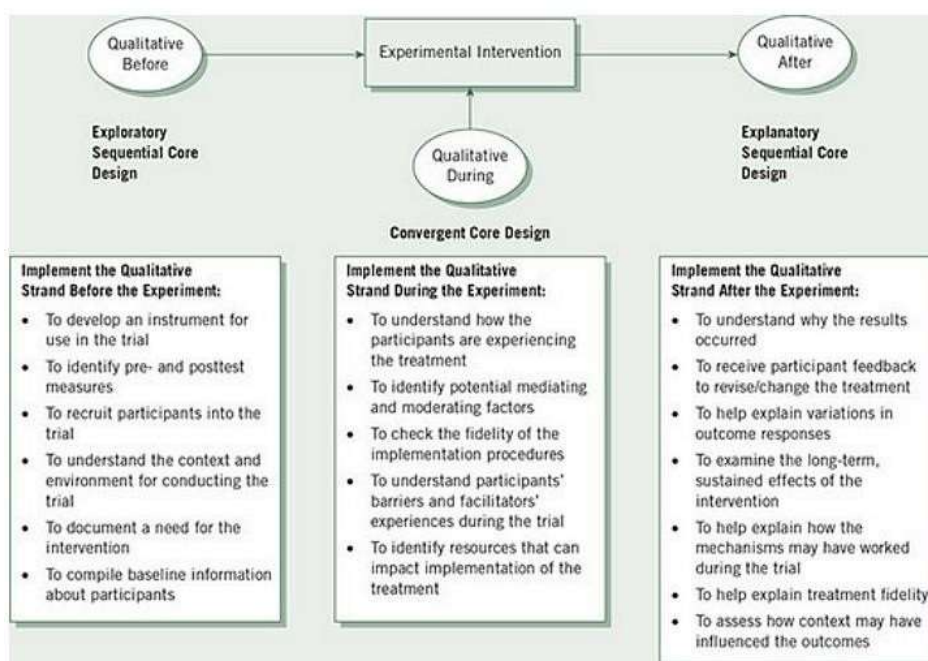 Qualitative
Before
Experimental Intervention
Qualitative
After
Exploratory
Sequential Core
Design
Qualitative
During
Explanatory
Sequential Core
Design
Convergent Core Design
Implement the Qualitative
Strand Before the Experiment:
• To develop an instrument for
use in the trial
• To identify pre- and posttest
measures
• To recruit participants into the
trial
• To understand the context and
environment for conducting the
trial
• To document a need for the
intervention
• To compile baseline information
about participants
Implement the Qualitative
Strand During the Experiment:
• To understand how the
participants are experiencing
the treatment
• To identify potential mediating
and moderating factors
• To check the fidelity of the
implementation procedures
• To understand participants'
barriers and facilitators'
experiences during the trial
• To identify resources that can
impact implementation of the
treatment
Implement the Qualitative
Strand After the Experiment:
• To understand why the results
occurred
• To receive participant feedback
to revise/change the treatment
• To help explain variations in
outcome responses
• To examine the long-term,
sustained effects of the
intervention
• To help explain how the
mechanisms may have worked
during the trial
• To help explain treatment fidelity
• To assess how context may have
influenced the outcomes